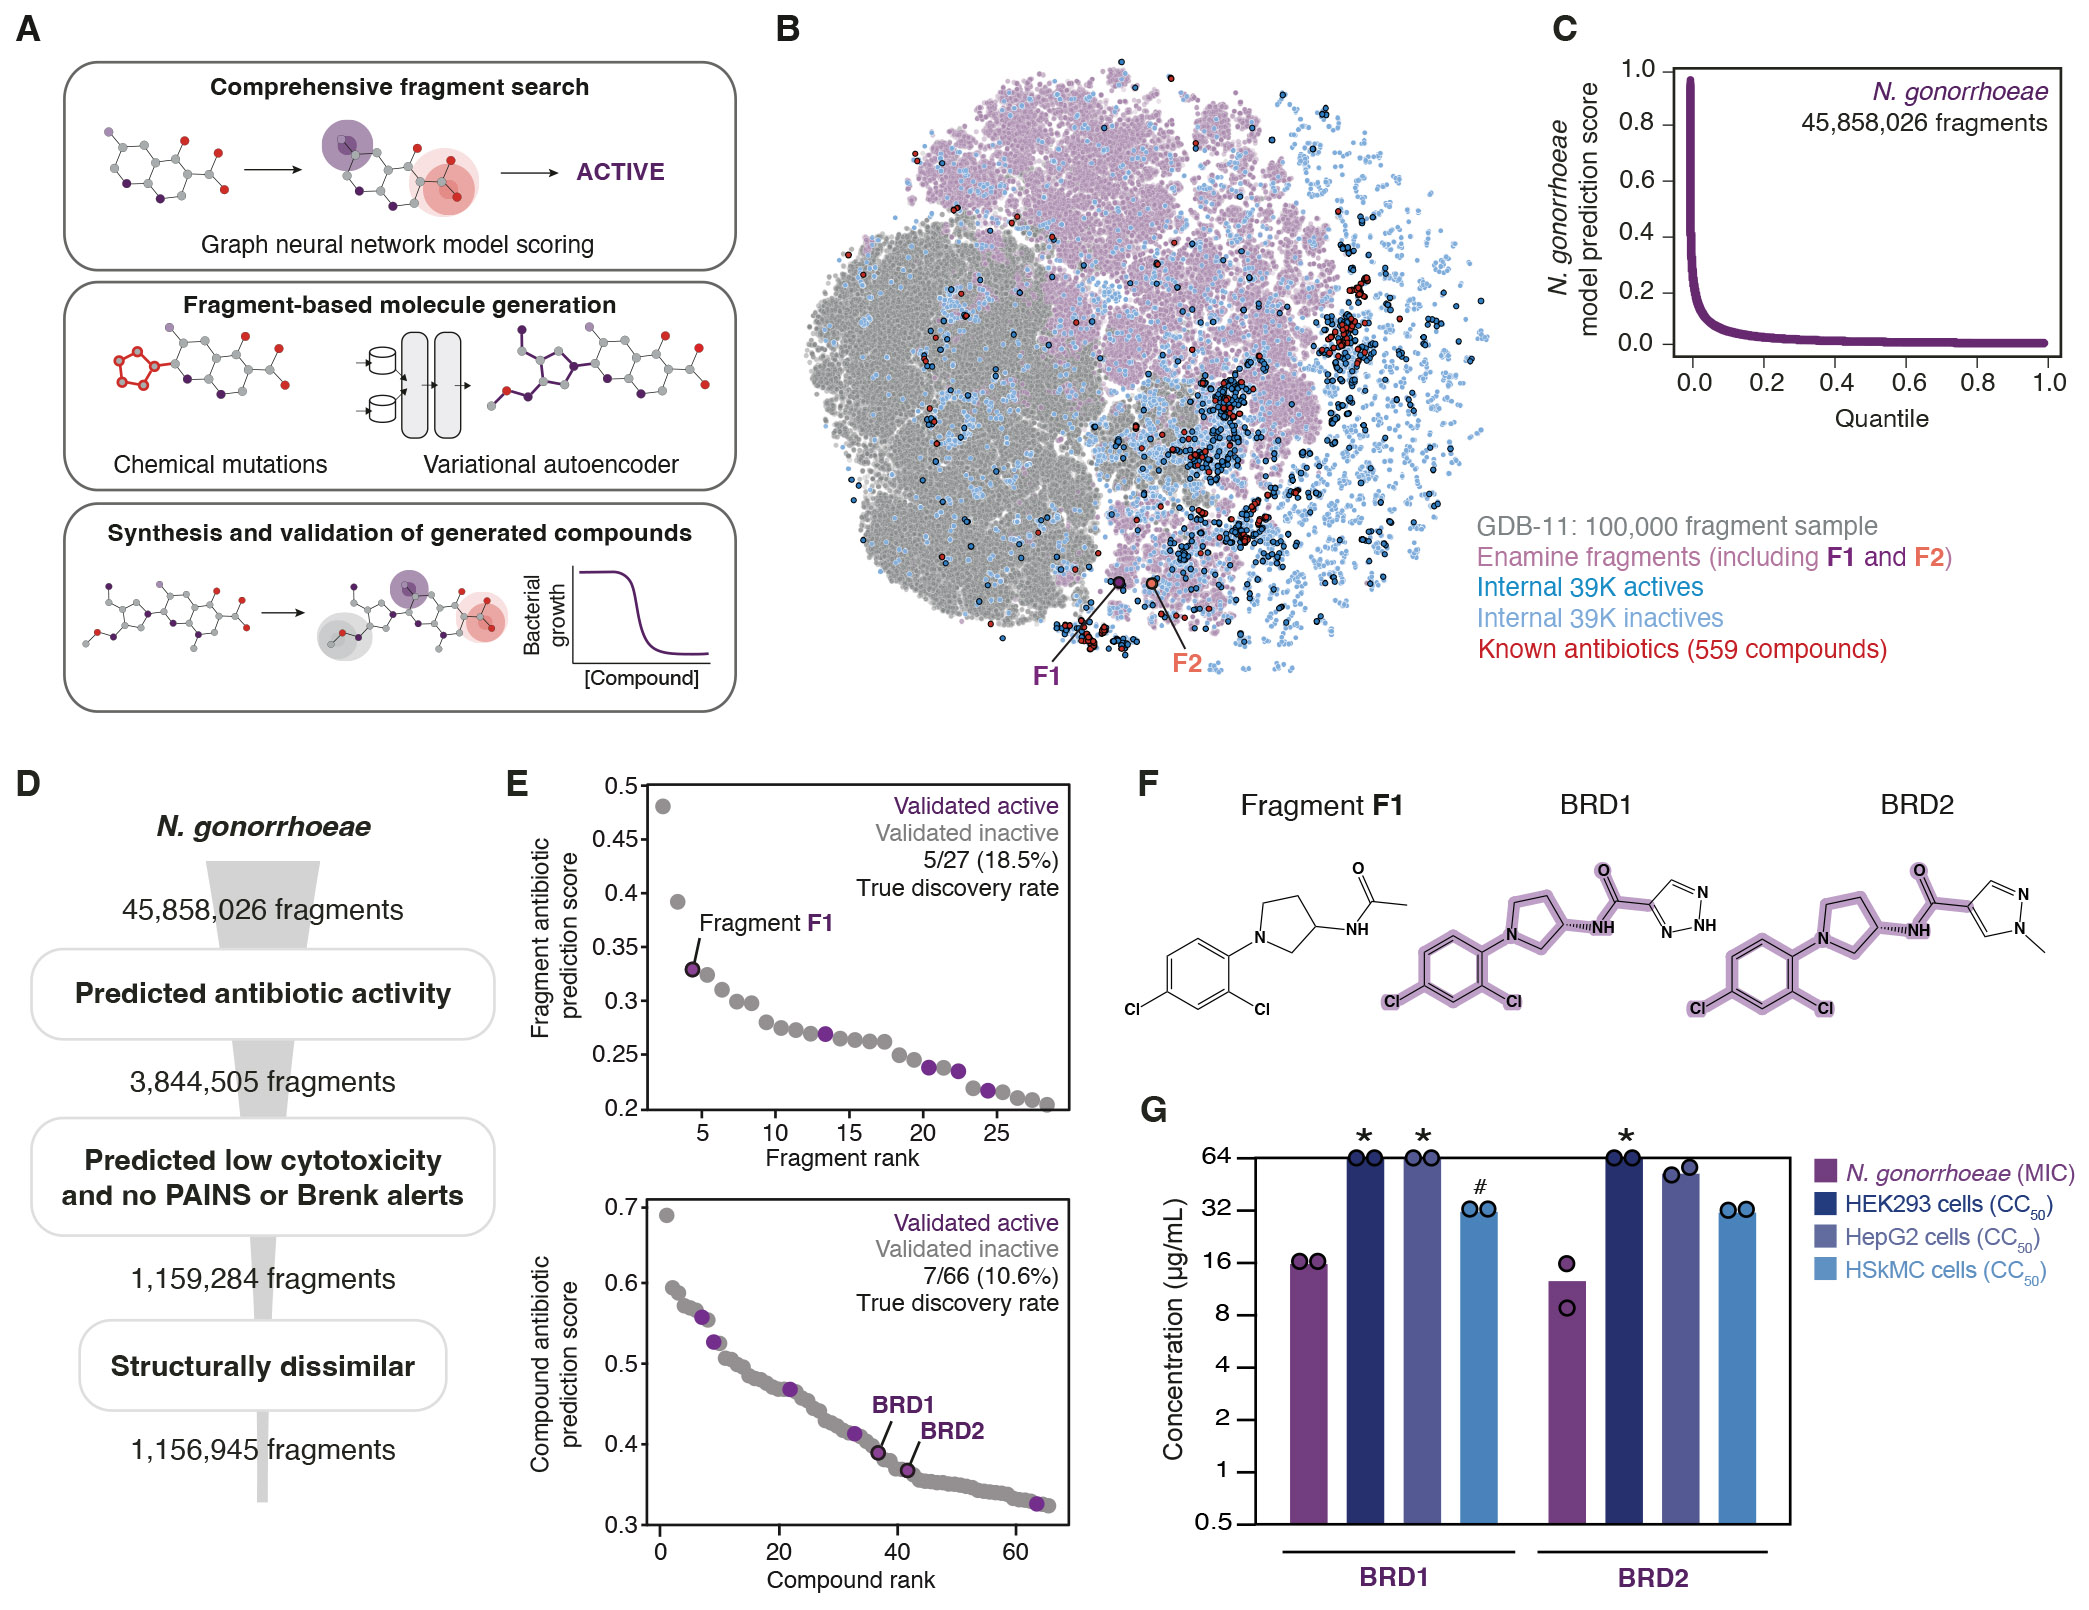 A
Comprehensive fragment search
ACTIVE
Graph neural network model scoring
Fragment-based molecule generation
Chemical mutations
Variational autoencoder
Synthesis and validation of generated compounds
Bacterial
growth
[Compound]
B
F1
F2
GDB-11: 100,000 fragment sample
Enamine fragments (including F1 and F2)
Internal 39K actives
Internal 39K inactives
Known antibiotics (559 compounds)
C
N. gonorrhoeae
model prediction score
1.0
0.8
0.6
0.4
0.2
0.0
N. gonorrhoeae
45,858,026 fragments
0.0 0.2 0.4 0.6 0.8 1.0
Quantile
D
N. gonorrhoeae
45,858,026 fragments
Predicted antibiotic activity
3,844,505 fragments
Predicted low cytotoxicity
and no PAINS or Brenk alerts
1,159,284 fragments
Structurally dissimilar
1,156,945 fragments
E
Fragment antibiotic
prediction score
0.5
0.45
0.4
0.35
0.3
0.25
0.2
Validated active
Validated inactive
5/27 (18.5%)
True discovery rate
Fragment F1
5 10 15 20 25
Fragment rank
Compound antibiotic
prediction score
0.7
0.6
0.5
0.4
0.3
Validated active
Validated inactive
7/66 (10.6%)
True discovery rate
BRD1
BRD2
0 20 40 60
Compound rank
F
Fragment F1
O
NH
N
Cl
Cl
BRD1
O
N
NH
N
NH
N
Cl
Cl
BRD2
O
N
N
NH
N
Cl
Cl
G
Concentration (µg/mL)
64
32
16
8
4
2
1
0.5
* * #
*
BRD1
BRD2
N. gonorrhoeae (MIC)
HEK293 cells (CC50)
HepG2 cells (CC50)
HSkMC cells (CC50)